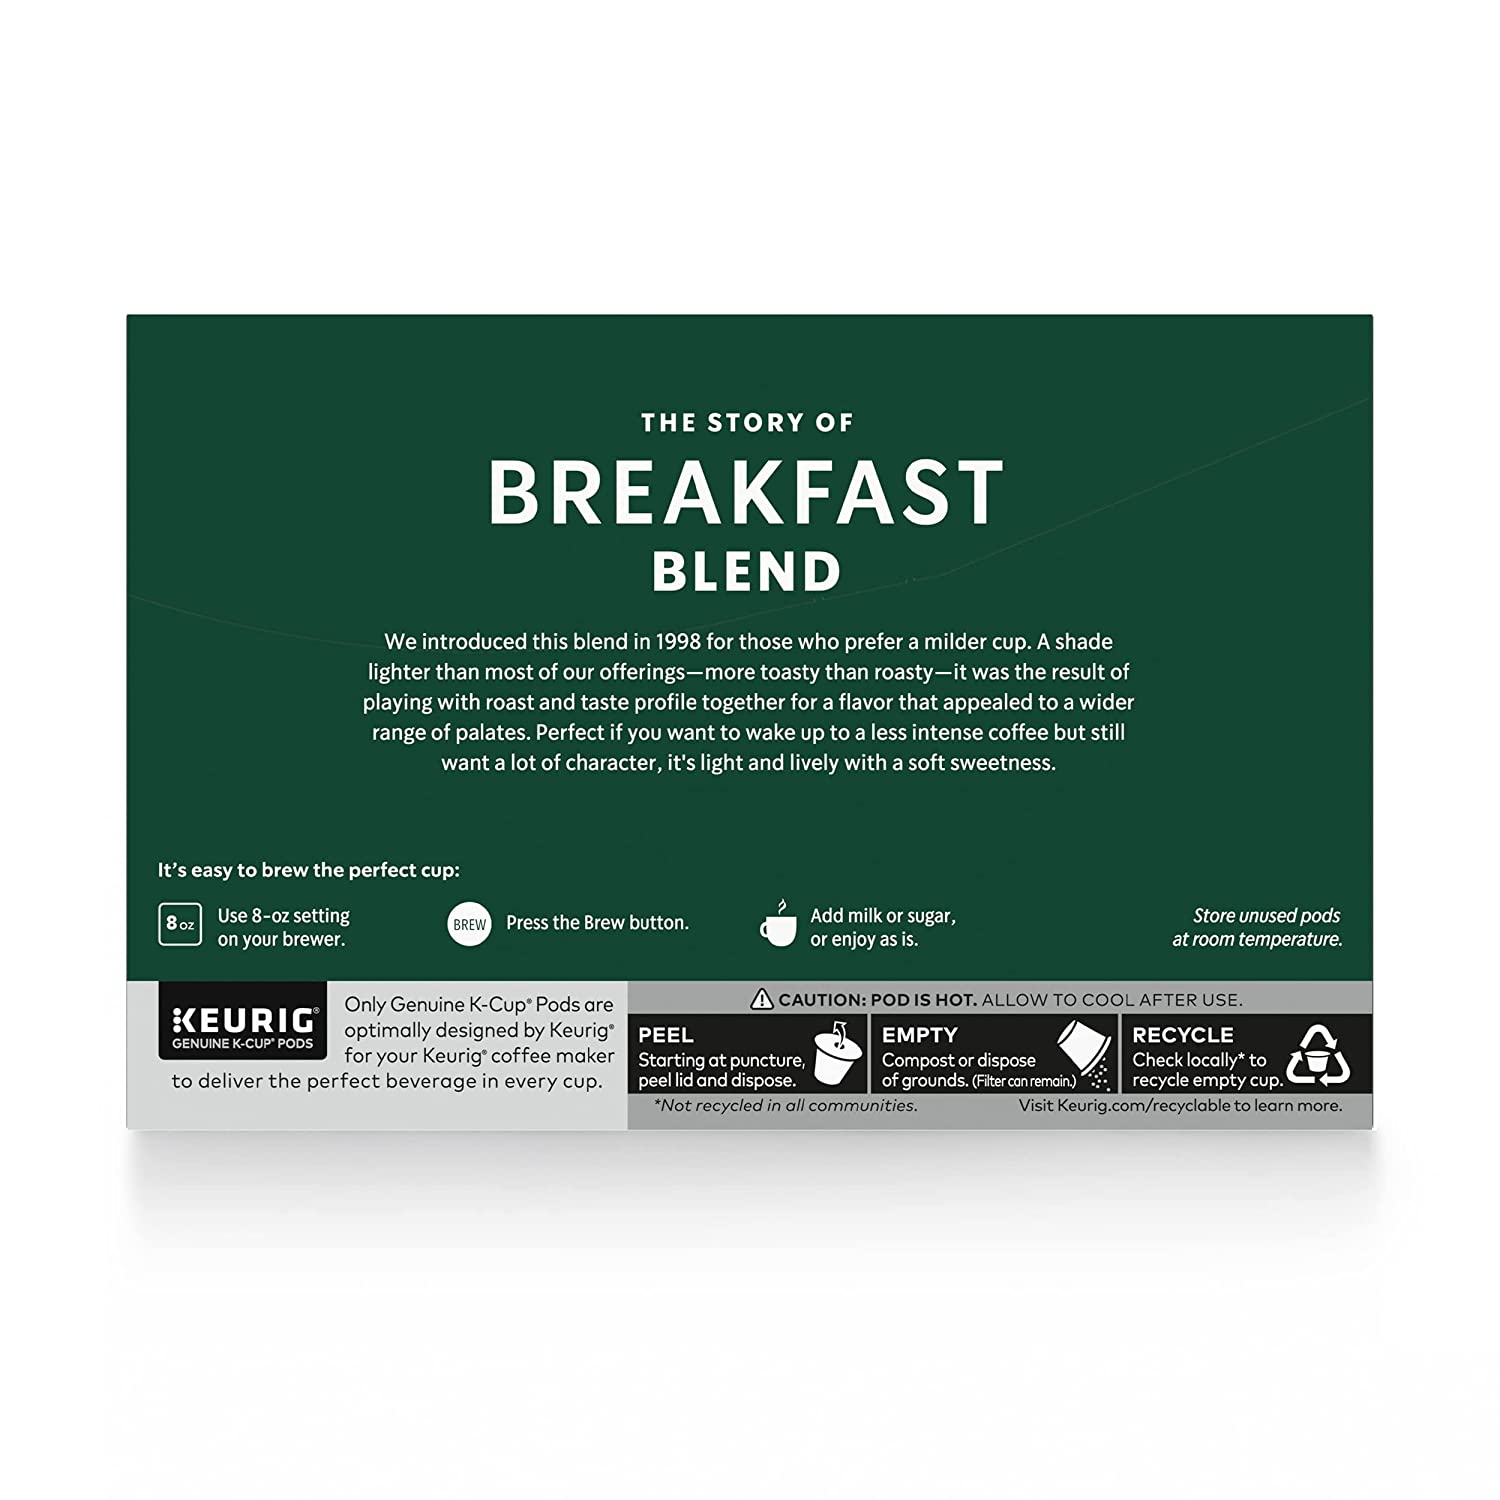 THE STORY OF
BREAKFAST
BLEND
We introduced this blend in 1998 for those who prefer a milder cup. A shade
lighter than most of our offerings—more toasty than roasty—it was the result of
playing with roast and taste profile together for a flavor that appealed to a wider
range of palates. Perfect if you want to wake up to a less intense coffee but still
want a lot of character, it's light and lively with a soft sweetness.
It's easy to brew the perfect cup:
8 oz
Use 8-oz setting
on your brewer.
BREW
Press the Brew button.
Add milk or sugar,
or enjoy as is.
Store unused pods
at room temperature.
KEURIG®
GENUINE K-CUP® PODS
Only Genuine K-Cup® Pods are
optimally designed by Keurig®
for your Keurig® coffee maker
to deliver the perfect beverage in every cup.
CAUTION: POD IS HOT. ALLOW TO COOL AFTER USE.
PEEL
Starting at puncture,
peel lid and dispose.
EMPTY
Compost or dispose
of grounds. (Filter can remain.)
RECYCLE
Check locally* to
recycle empty cup.
*Not recycled in all communities.
Visit Keurig.com/recyclable to learn more.